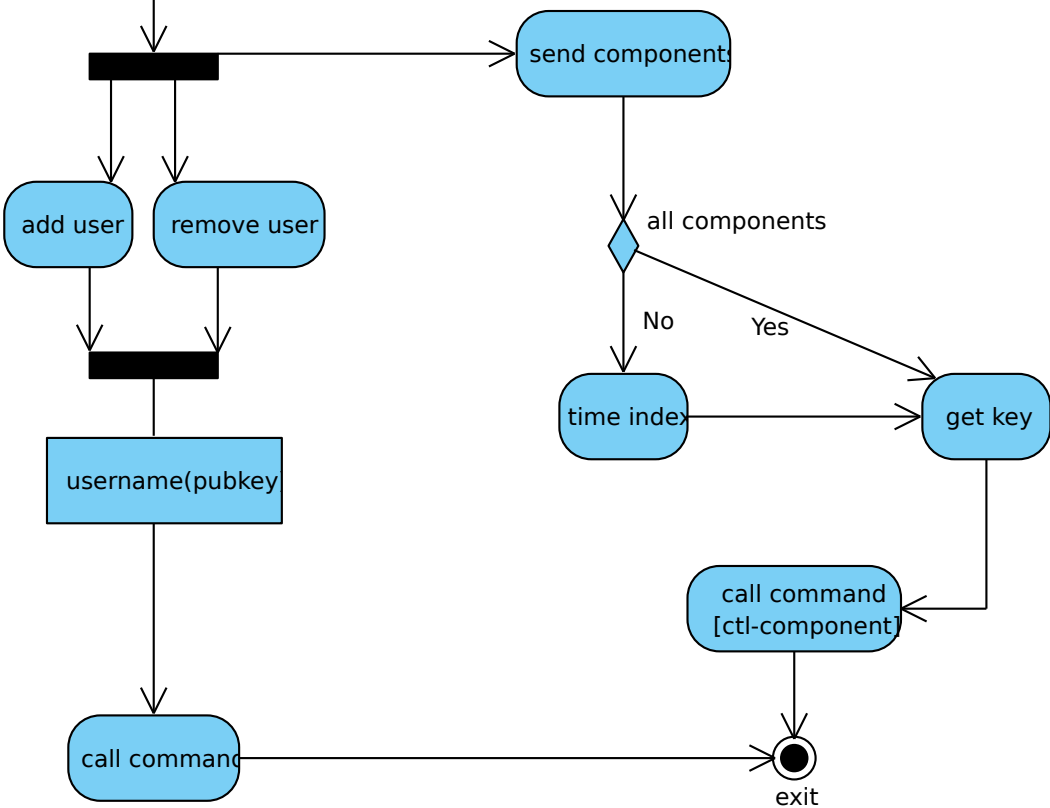 send components
add user
remove user
all components
No
Yes
time index
get key
username(pubkey)
call command
[ctl-component]
call command
exit